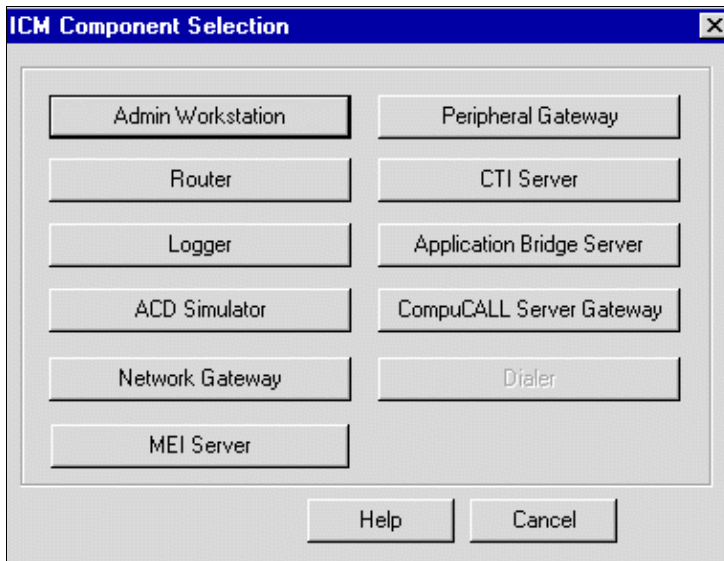 ICM Component Selection
Admin Workstation
Peripheral Gateway
Router
CTI Server
Logger
Application Bridge Server
ACD Simulator
CompuCALL Server Gateway
Network Gateway
Dialer
MEI Server
Help
Cancel